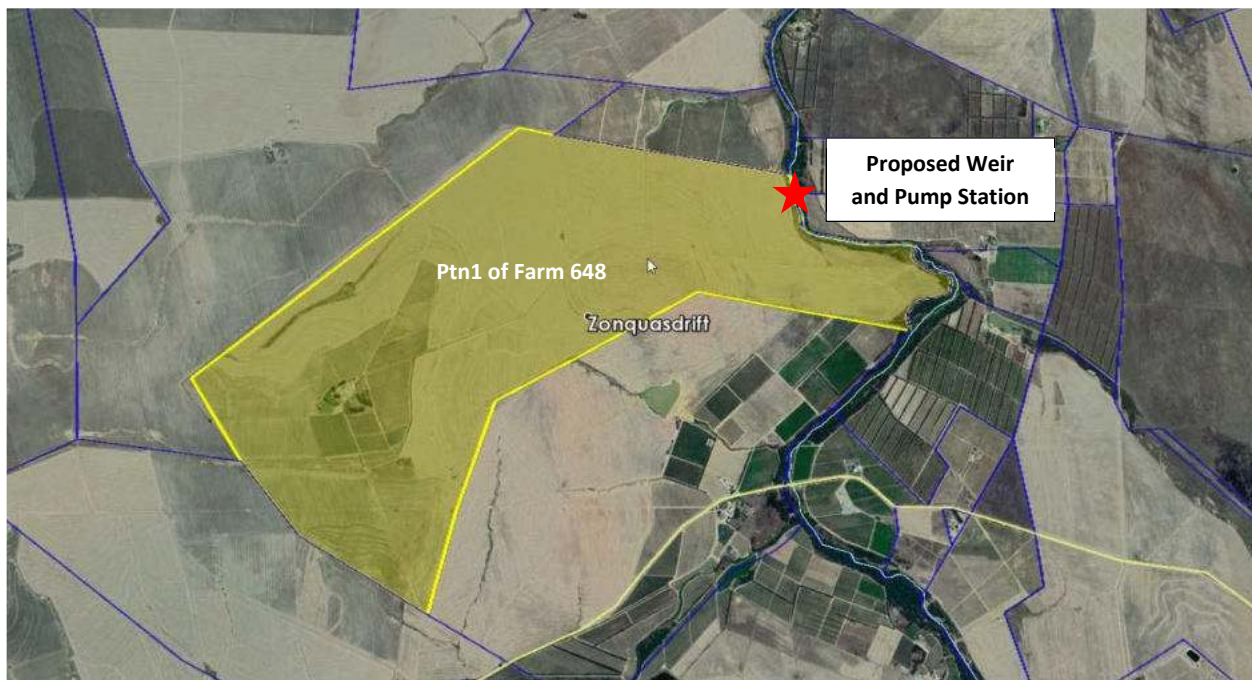 Proposed Weir
and Pump Station
Ptn1 of Farm 648
Zonquasdrift